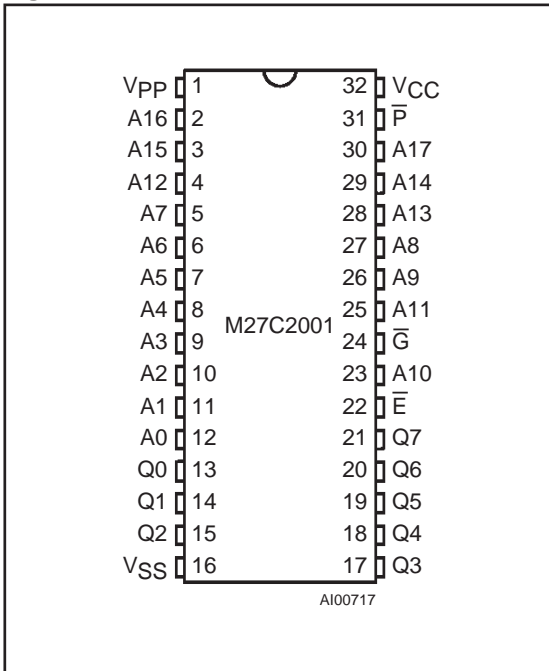 VPP 1 32 VCC
A16 2 31 P̅
A15 3 30 A17
A12 4 29 A14
A7 5 28 A13
A6 6 27 A8
A5 7 26 A9
A4 8 25 A11
M27C2001
A3 9 24 G̅
A2 10 23 A10
A1 11 22 E̅
A0 12 21 Q7
Q0 13 20 Q6
Q1 14 19 Q5
Q2 15 18 Q4
VSS 16 17 Q3
AI00717